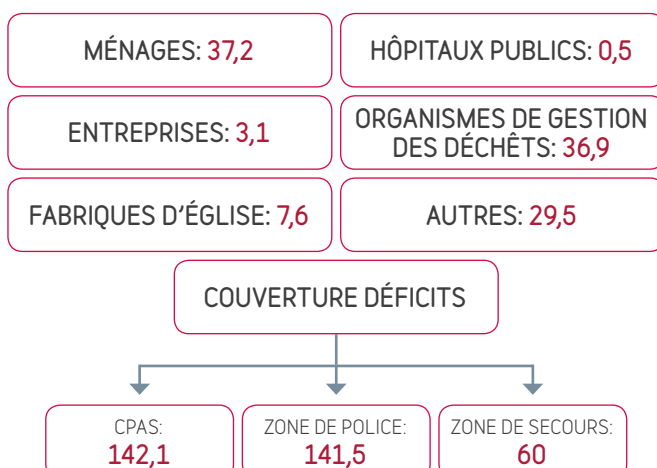 MÉNAGES: 37,2
HÔPITAUX PUBLICS: 0,5
ENTREPRISES: 3,1
ORGANISMES DE GESTION
DES DÉCHÊTS: 36,9
FABRIQUES D'ÉGLISE: 7,6
AUTRES: 29,5
COUVERTURE DÉFICITS
CPAS:
142,1
ZONE DE POLICE:
141,5
ZONE DE SECOURS:
60